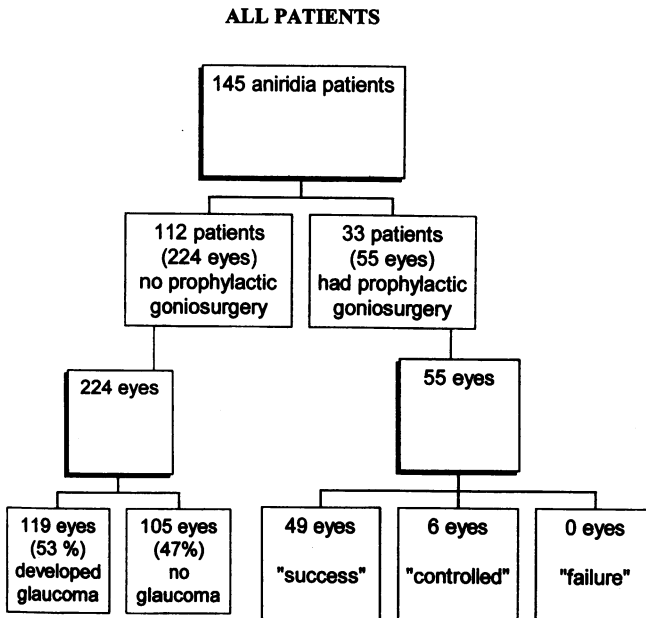 ALL PATIENTS
145 aniridia patients
112 patients
(224 eyes)
no prophylactic
goniosurgery
33 patients
(55 eyes)
had prophylactic
goniosurgery
224 eyes
55 eyes
119 eyes
(53 %)
developed
glaucoma
105 eyes
(47%)
no
glaucoma
49 eyes
"success"
6 eyes
"controlled"
0 eyes
"failure"